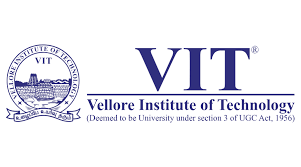 VELLORE INSTITUTE OF TECHNOLOGY
VIT
VIT®
Vellore Institute of Technology
(Deemed to be University under section 3 of UGC Act, 1956)